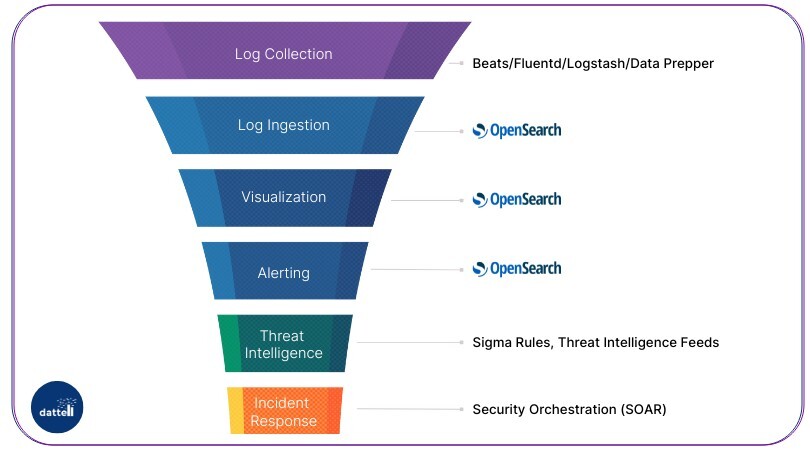 Log Collection
Beats/Fluentd/Logstash/Data Prepper
Log Ingestion
OpenSearch
Visualization
OpenSearch
Alerting
OpenSearch
Threat
Intelligence
Sigma Rules, Threat Intelligence Feeds
Incident
Response
Security Orchestration (SOAR)
dattell